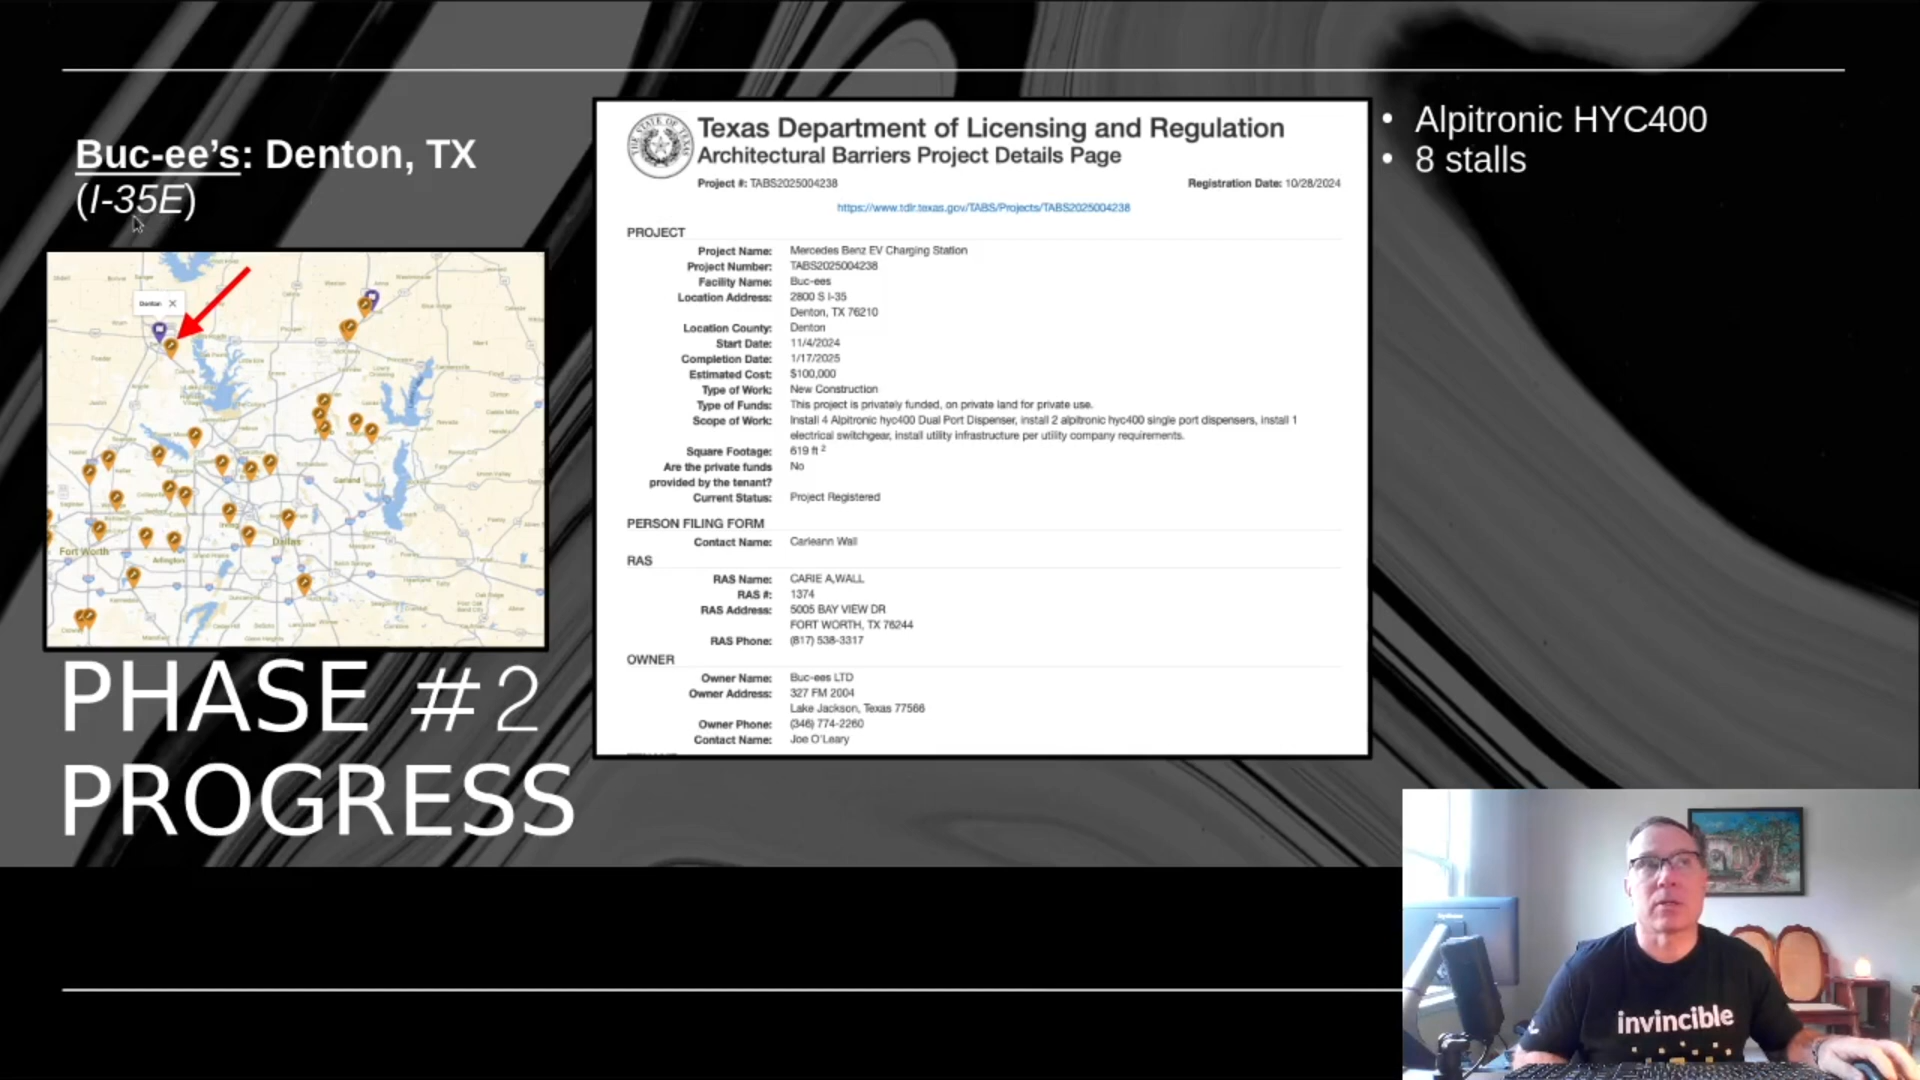 Buc-ee’s: Denton, TX
(I-35E)
Denton
Garland
Irving
Dallas
Fort Worth
Arlington
PHASE #2
PROGRESS
Texas Department of Licensing and Regulation
Architectural Barriers Project Details Page
Project #: TABS2025004238
Registration Date: 10/28/2024
https://www.tdlr.texas.gov/TABS/Projects/TABS2025004238
PROJECT
Project Name: Mercedes Benz EV Charging Station
Project Number: TABS2025004238
Facility Name: Buc-ees
Location Address: 2800 S I-35
Denton, TX 76210
Location County: Denton
Start Date: 11/4/2024
Completion Date: 1/17/2025
Estimated Cost: $100,000
Type of Work: New Construction
Type of Funds: This project is privately funded, on private land for private use.
Scope of Work: Install 4 Alpitronic hyc400 Dual Port Dispenser, install 2 alpitronic hyc400 single port dispensers, install 1
electrical switchgear, install utility infrastructure per utility company requirements.
Square Footage: 619 ft ²
Are the private funds No
provided by the tenant?
Current Status: Project Registered
PERSON FILING FORM
Contact Name: Carieann Wall
RAS
RAS Name: CARIE A,WALL
RAS #: 1374
RAS Address: 5005 BAY VIEW DR
FORT WORTH, TX 76244
RAS Phone: (817) 538-3317
OWNER
Owner Name: Buc-ees LTD
Owner Address: 327 FM 2004
Lake Jackson, Texas 77566
Owner Phone: (346) 774-2260
Contact Name: Joe O'Leary
• Alpitronic HYC400
• 8 stalls
invincible